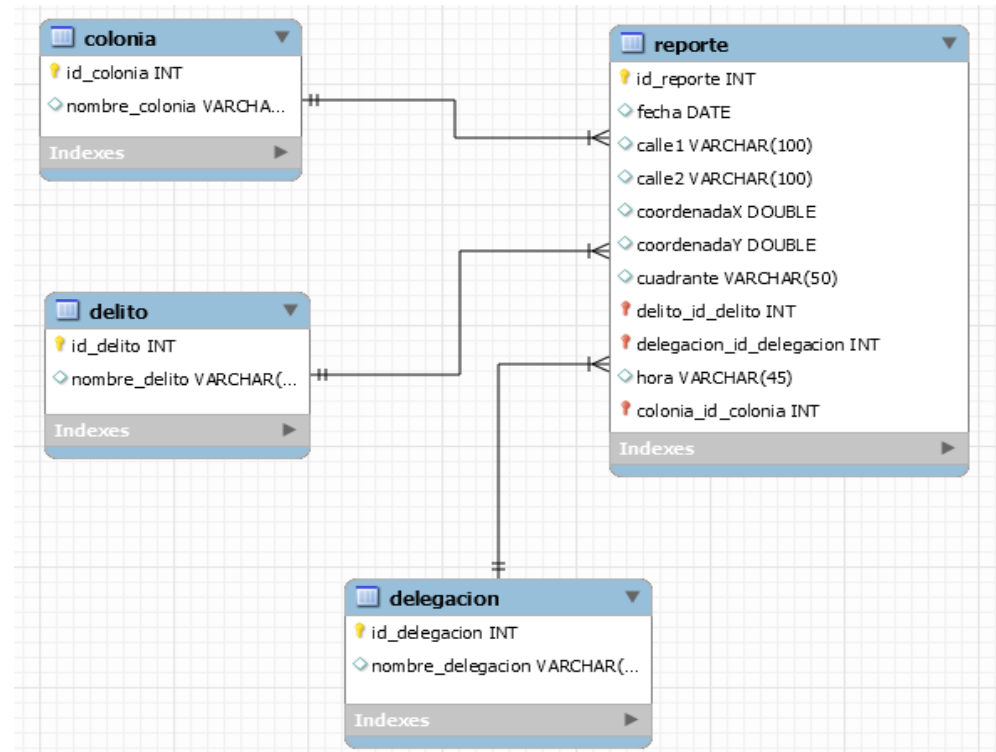 colonia
id_colonia INT
nombre_colonia VARCHA...
Indexes
reporte
id_reporte INT
fecha DATE
calle1 VARCHAR(100)
calle2 VARCHAR(100)
coordenadaX DOUBLE
coordenadaY DOUBLE
cuadrante VARCHAR(50)
delito_id_delito INT
delegacion_id_delegacion INT
hora VARCHAR(45)
colonia_id_colonia INT
Indexes
delito
id_delito INT
nombre_delito VARCHAR(...
Indexes
delegacion
id_delegacion INT
nombre_delegacion VARCHAR(...
Indexes